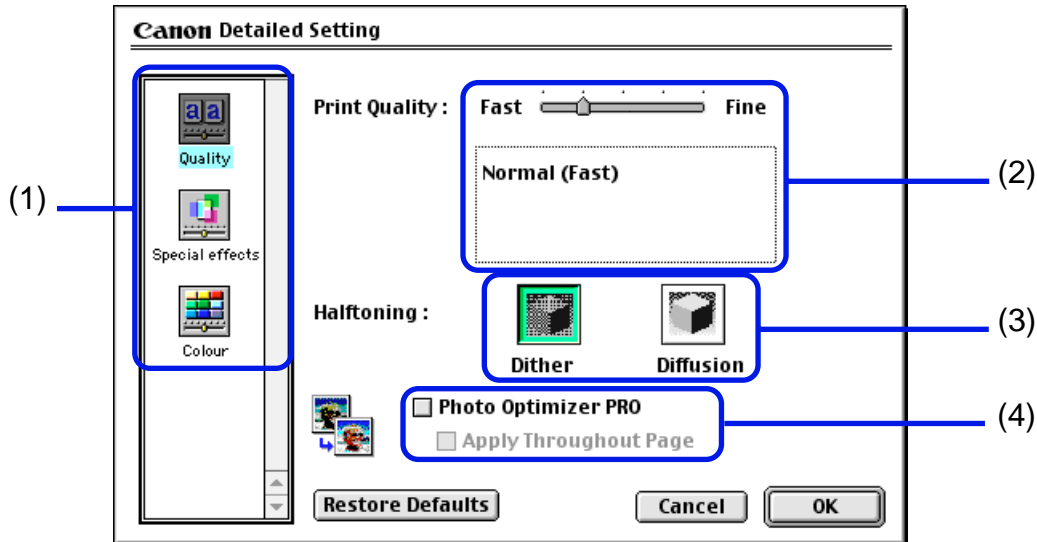 Canon Detailed Setting
(1)
aa
Quality
Special effects
Colour
Print Quality :
Fast
Fine
Normal (Fast)
(2)
Halftoning :
Dither
Diffusion
(3)
Photo Optimizer PRO
Apply Throughout Page
(4)
Restore Defaults
Cancel
OK